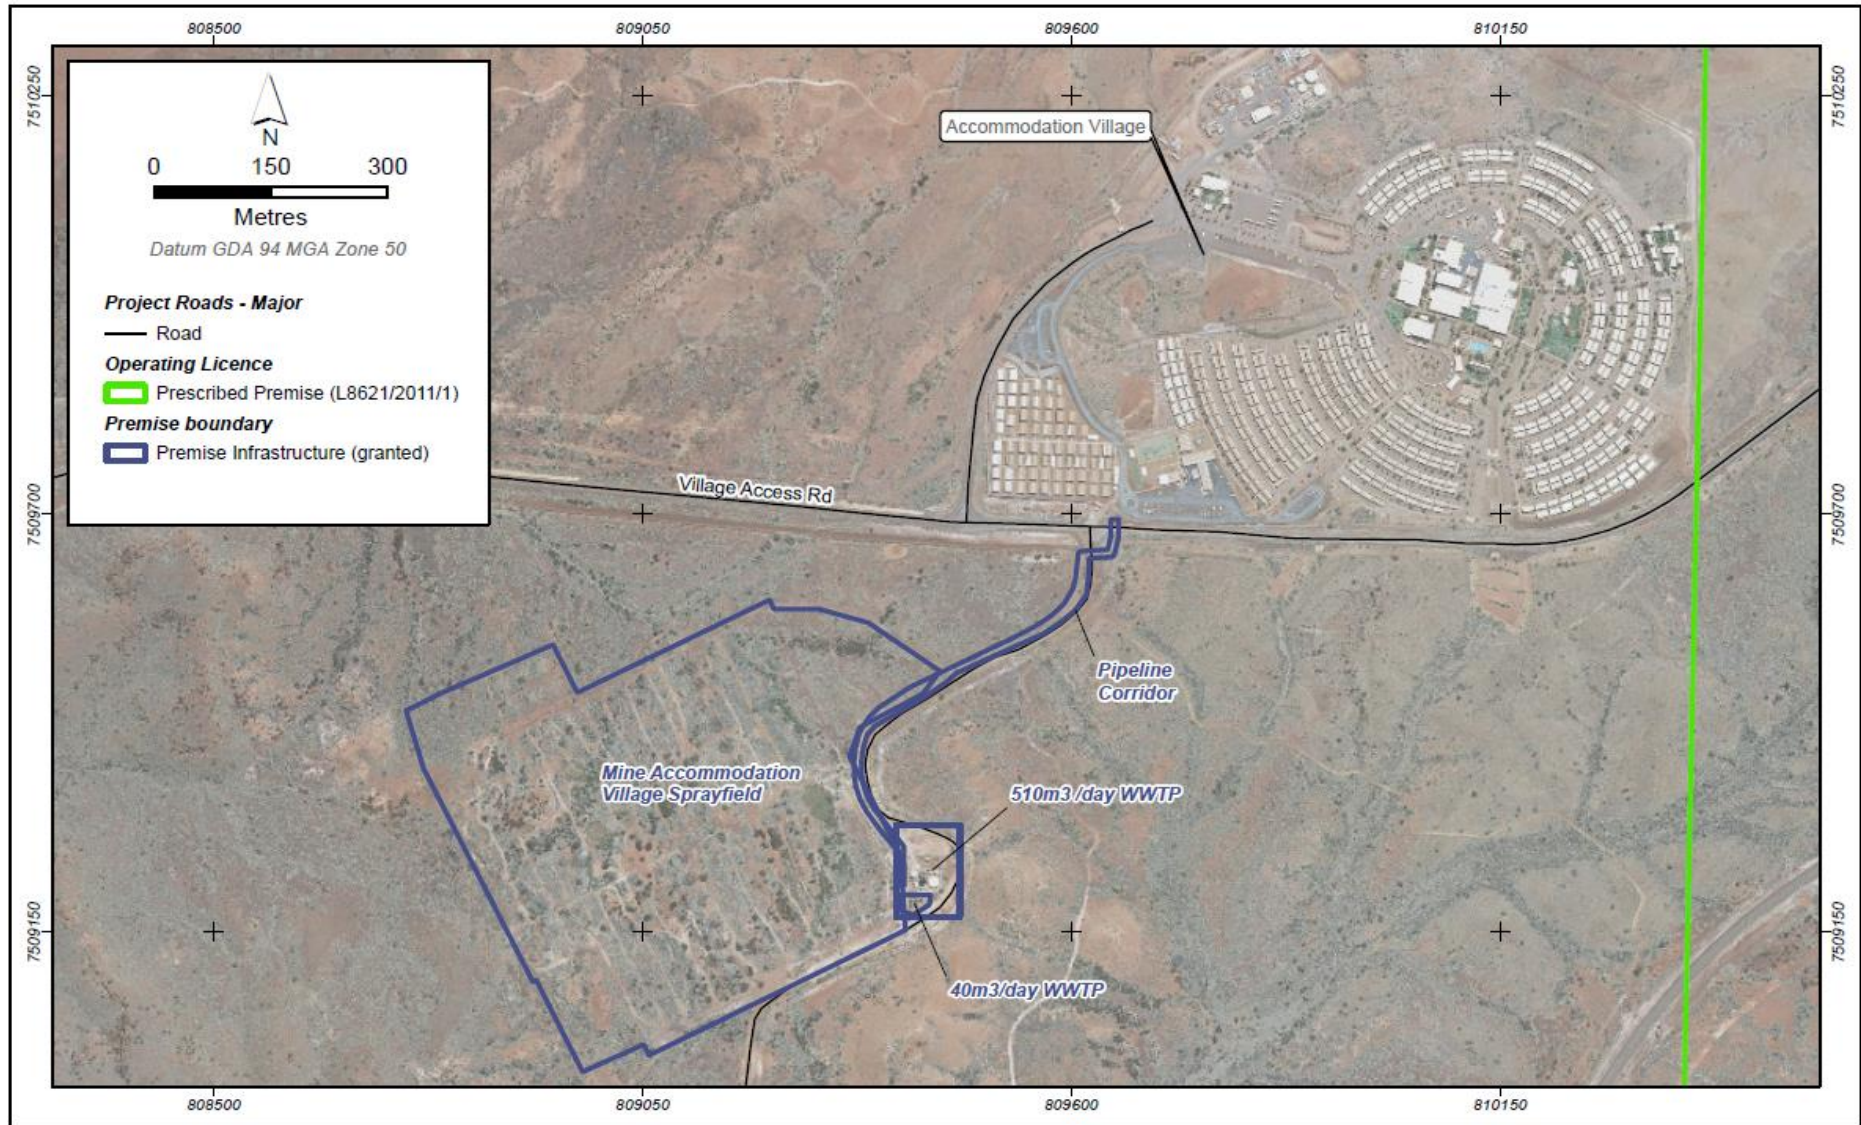 808500
809050
809600
810150
7510250
7510250
N
0 150 300
Metres
Datum GDA 94 MGA Zone 50
Project Roads - Major
Road
Operating Licence
Prescribed Premise (L8621/2011/1)
Premise boundary
Premise Infrastructure (granted)
Accommodation Village
Village Access Rd
7509700
7509700
Pipeline
Corridor
Mine Accommodation
Village Sprayfield
510m3 /day WWTP
7509150
7509150
40m3/day WWTP
808500
809050
809600
810150